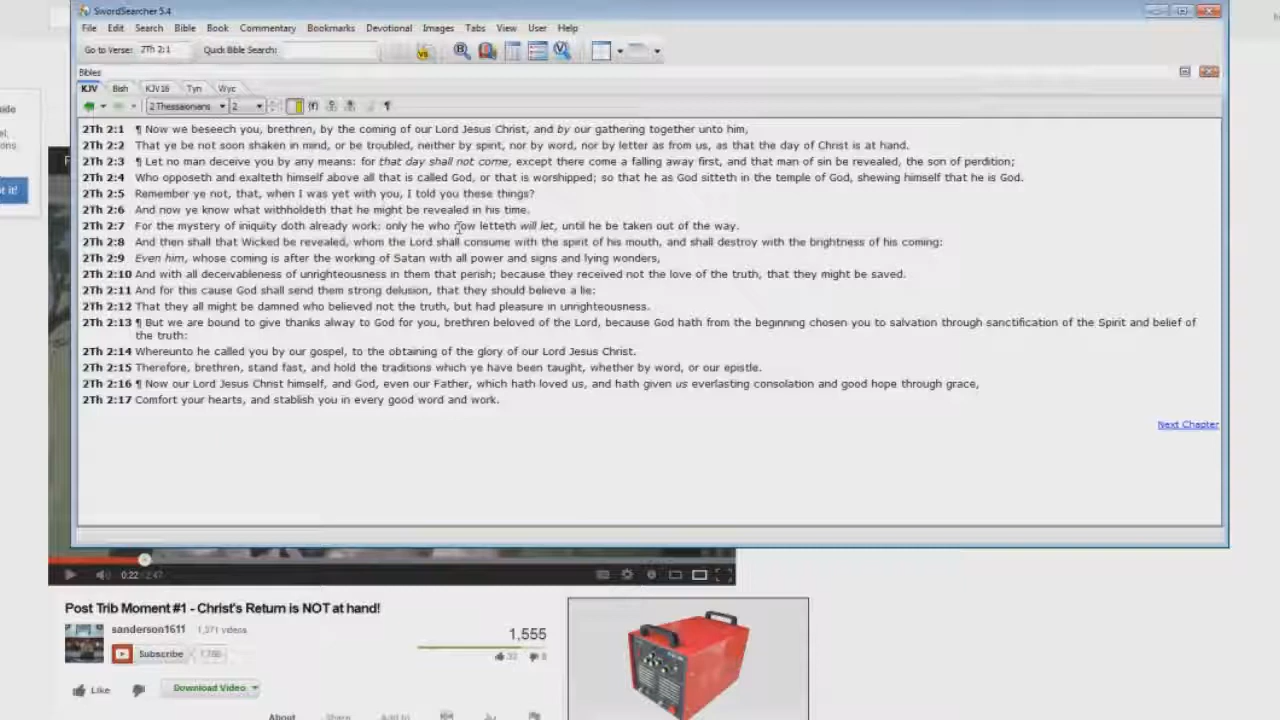 SwordSearcher 5.4
File Edit Search Bible Book Commentary Bookmarks Devotional Images Tabs View User Help
Go to Verse: 2Th 2:1 Quick Bible Search:
Bibles
KJV Bish KJV16 Tyn Wyc
2 Thessalonians 2
2Th 2:1 ¶ Now we beseech you, brethren, by the coming of our Lord Jesus Christ, and by our gathering together unto him,
2Th 2:2 That ye be not soon shaken in mind, or be troubled, neither by spirit, nor by word, nor by letter as from us, as that the day of Christ is at hand.
2Th 2:3 ¶ Let no man deceive you by any means: for that day shall not come, except there come a falling away first, and that man of sin be revealed, the son of perdition;
2Th 2:4 Who opposeth and exalteth himself above all that is called God, or that is worshipped; so that he as God sitteth in the temple of God, shewing himself that he is God.
2Th 2:5 Remember ye not, that, when I was yet with you, I told you these things?
2Th 2:6 And now ye know what withholdeth that he might be revealed in his time.
2Th 2:7 For the mystery of iniquity doth already work: only he who now letteth will let, until he be taken out of the way.
2Th 2:8 And then shall that Wicked be revealed, whom the Lord shall consume with the spirit of his mouth, and shall destroy with the brightness of his coming:
2Th 2:9 Even him, whose coming is after the working of Satan with all power and signs and lying wonders,
2Th 2:10 And with all deceivableness of unrighteousness in them that perish; because they received not the love of the truth, that they might be saved.
2Th 2:11 And for this cause God shall send them strong delusion, that they should believe a lie:
2Th 2:12 That they all might be damned who believed not the truth, but had pleasure in unrighteousness.
2Th 2:13 ¶ But we are bound to give thanks alway to God for you, brethren beloved of the Lord, because God hath from the beginning chosen you to salvation through sanctification of the Spirit and belief of
the truth:
2Th 2:14 Whereunto he called you by our gospel, to the obtaining of the glory of our Lord Jesus Christ.
2Th 2:15 Therefore, brethren, stand fast, and hold the traditions which ye have been taught, whether by word, or our epistle.
2Th 2:16 ¶ Now our Lord Jesus Christ himself, and God, even our Father, which hath loved us, and hath given us everlasting consolation and good hope through grace,
2Th 2:17 Comfort your hearts, and stablish you in every good word and work.
Next Chapter
0:22 / 2:47
Post Trib Moment #1 - Christ's Return is NOT at hand!
sanderson1611 1,371 videos
1,555
Subscribe
Like Download Video
About Share Add to